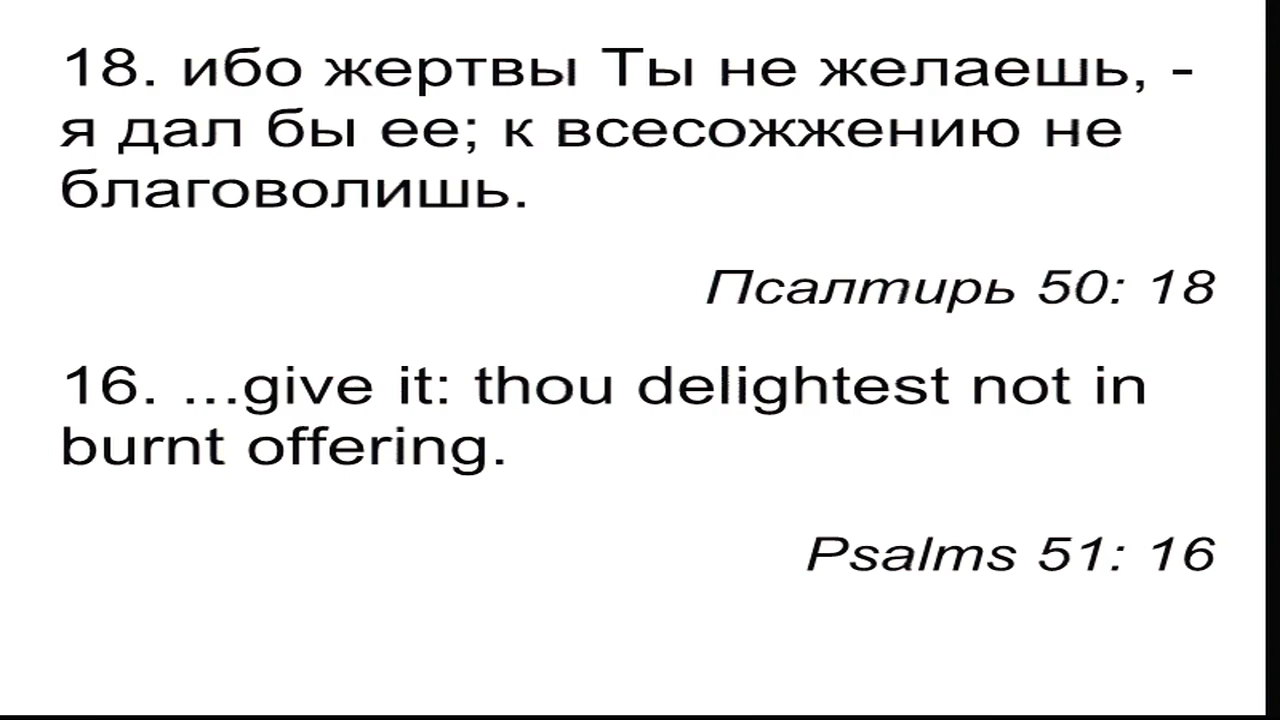 18. ибо жертвы Ты не желаешь, -
я дал бы ее; к всесожжению не
благоволишь.
Псалтирь 50: 18
16. ...give it: thou delightest not in
burnt offering.
Psalms 51: 16